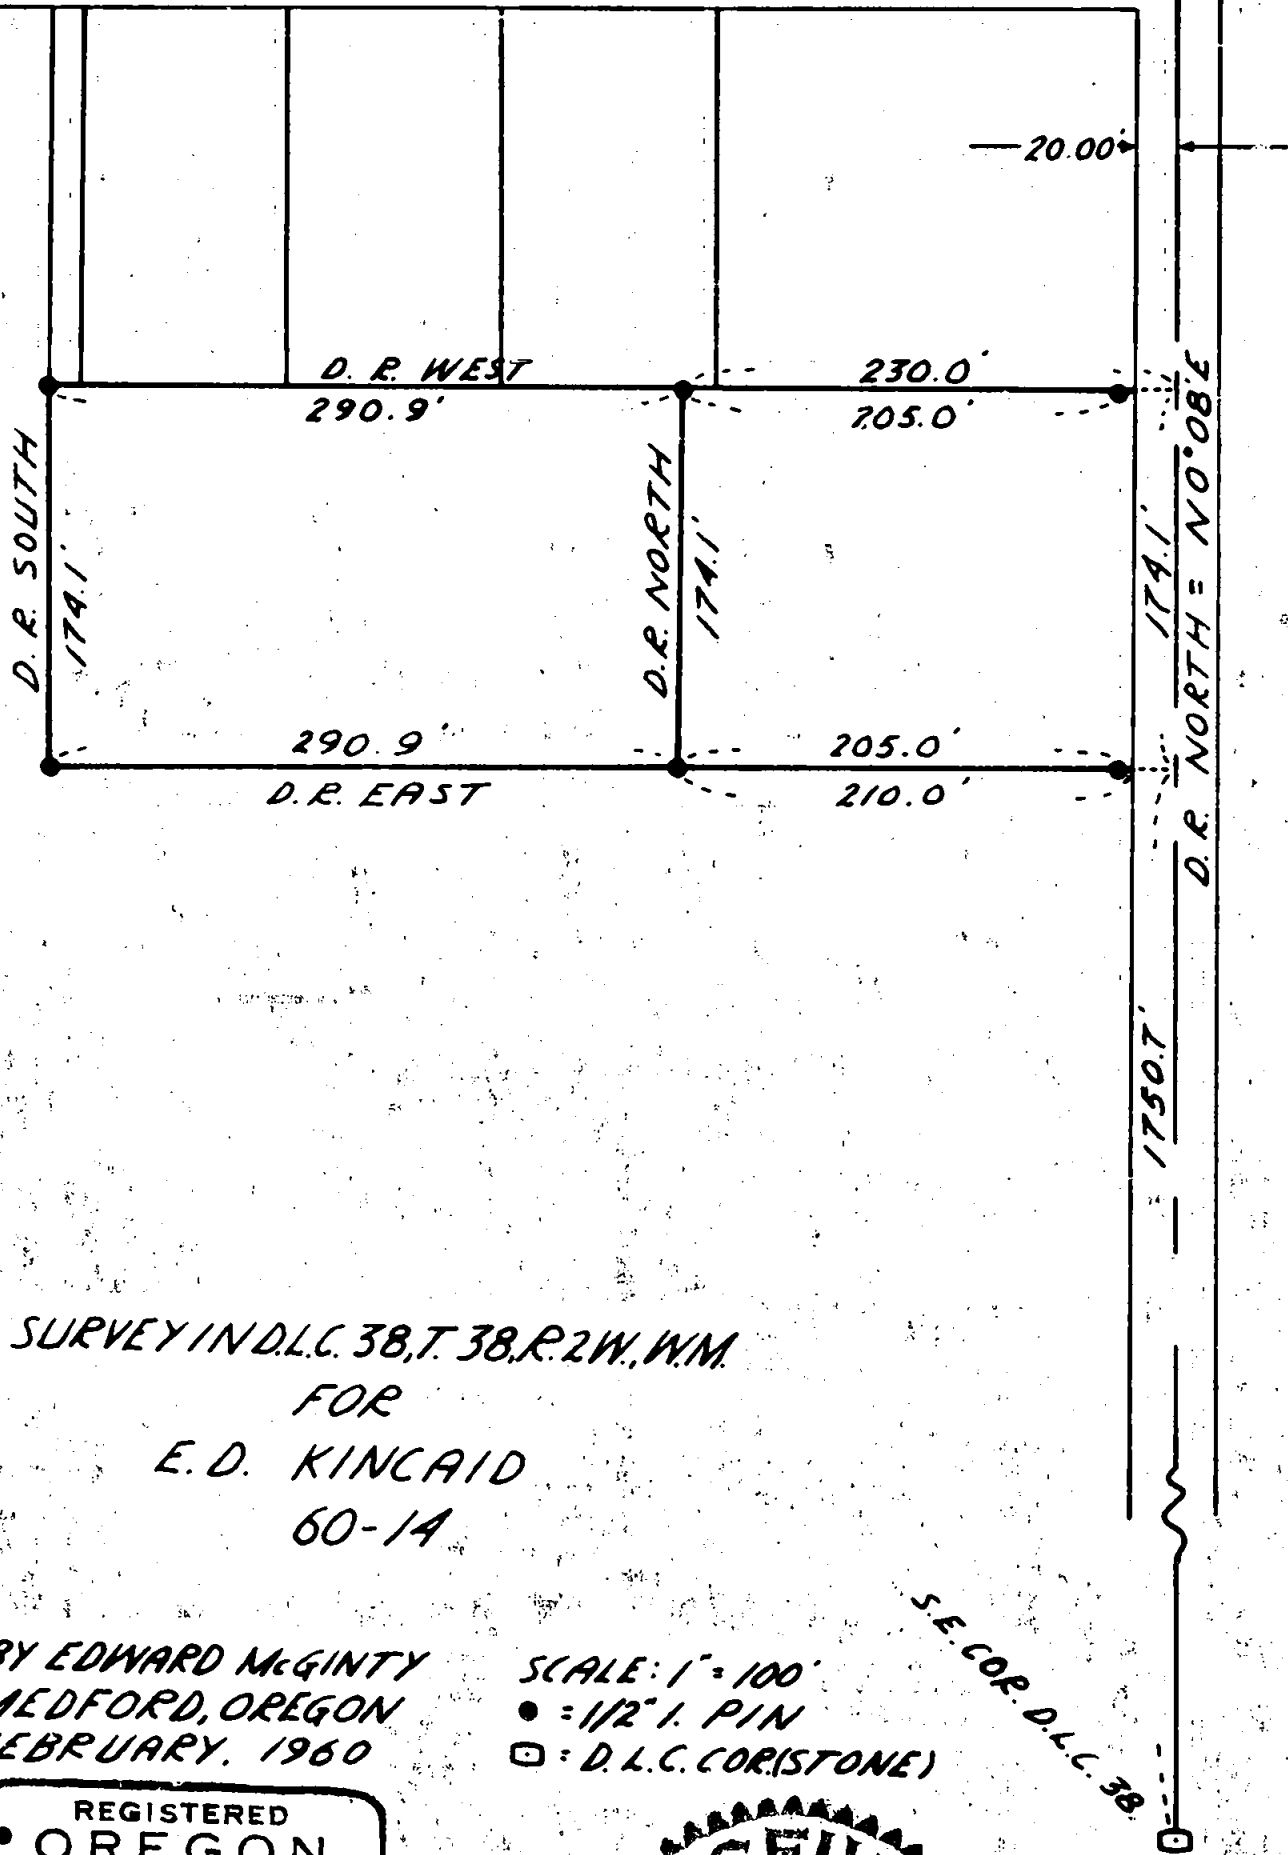 20.00'
D. R. WEST
290.9'
230.0'
205.0'
D. R. SOUTH
174.1'
D.R. NORTH
174.1'
174.1'
D. R. NORTH = N0°08'E
290.9'
D.R. EAST
205.0'
210.0'
1750.7'
SURVEY IN D.L.C. 38, T. 38, R. 2 W., W.M.
FOR
E. D. KINCAID
60-14
BY EDWARD McGINTY
MEDFORD, OREGON
FEBRUARY. 1960
SCALE: 1" = 100'
= 1/2" I. PIN
= D. L. C. COR. (STONE)
S.E. COR. D.L.C. 38.
REGISTERED
OREGON